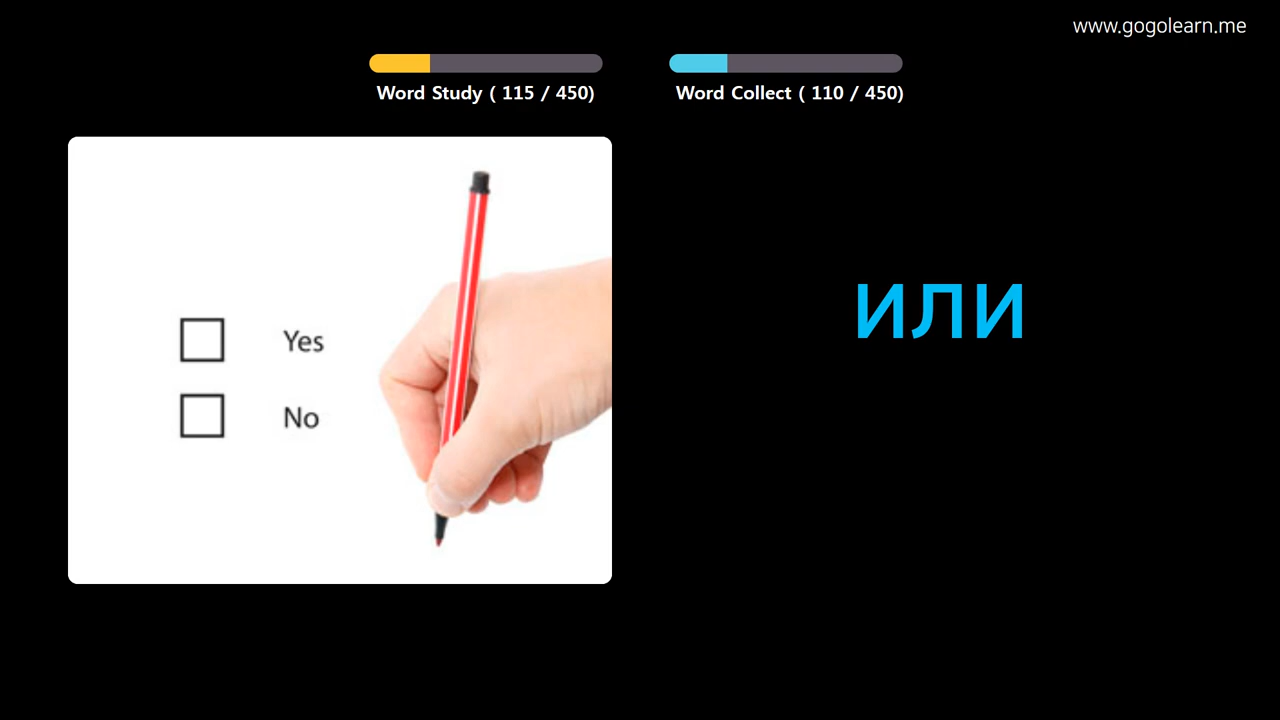 www.gogolearn.me
Word Study ( 115 / 450)
Word Collect ( 110 / 450)
Yes
No
или